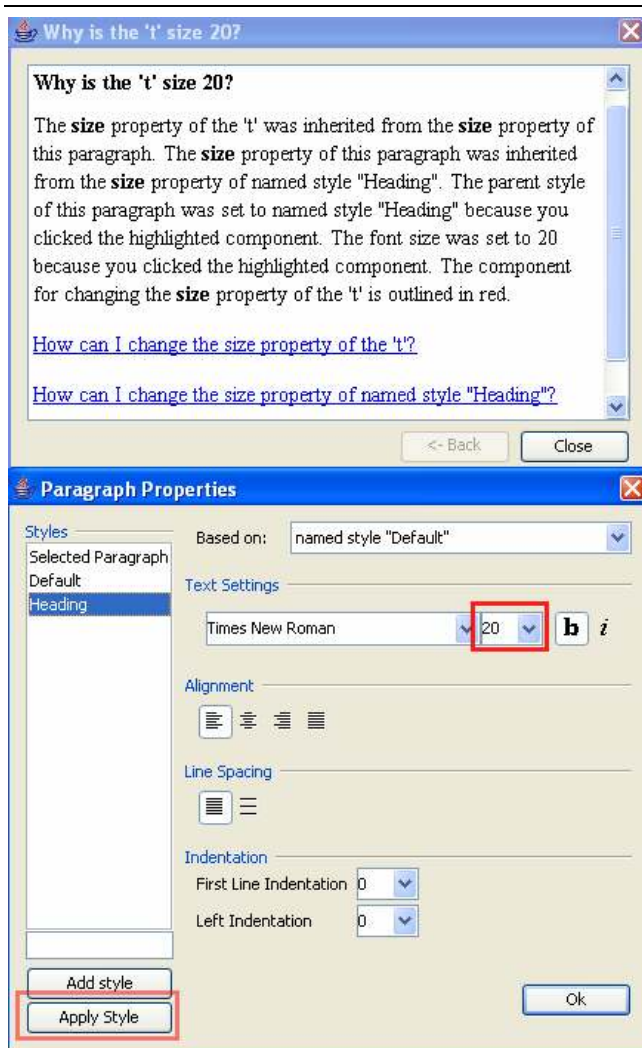 Why is the 't' size 20?
Why is the 't' size 20?
The size property of the 't' was inherited from the size property of
this paragraph. The size property of this paragraph was inherited
from the size property of named style "Heading". The parent style
of this paragraph was set to named style "Heading" because you
clicked the highlighted component. The font size was set to 20
because you clicked the highlighted component. The component
for changing the size property of the 't' is outlined in red.
How can I change the size property of the 't'?
How can I change the size property of named style "Heading"?
<- Back Close
Paragraph Properties
Styles
Selected Paragraph
Default
Heading
Based on: named style "Default"
Text Settings
Times New Roman 20 b i
Alignment
Line Spacing
Indentation
First Line Indentation 0
Left Indentation 0
Add style
Apply Style
Ok